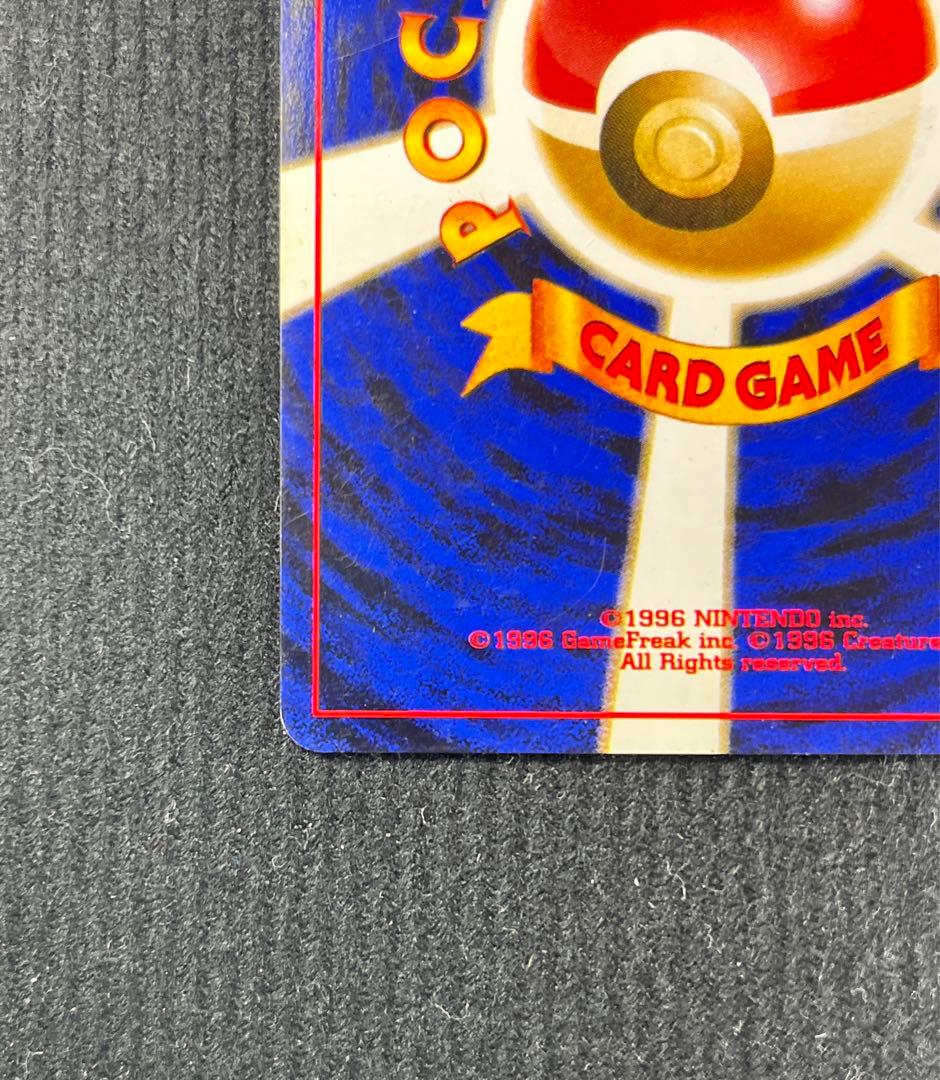 POC
CARD GAME
©1996 NINTENDO inc.
©1996 GameFreak inc. ©1996 Creature
All Rights reserved.